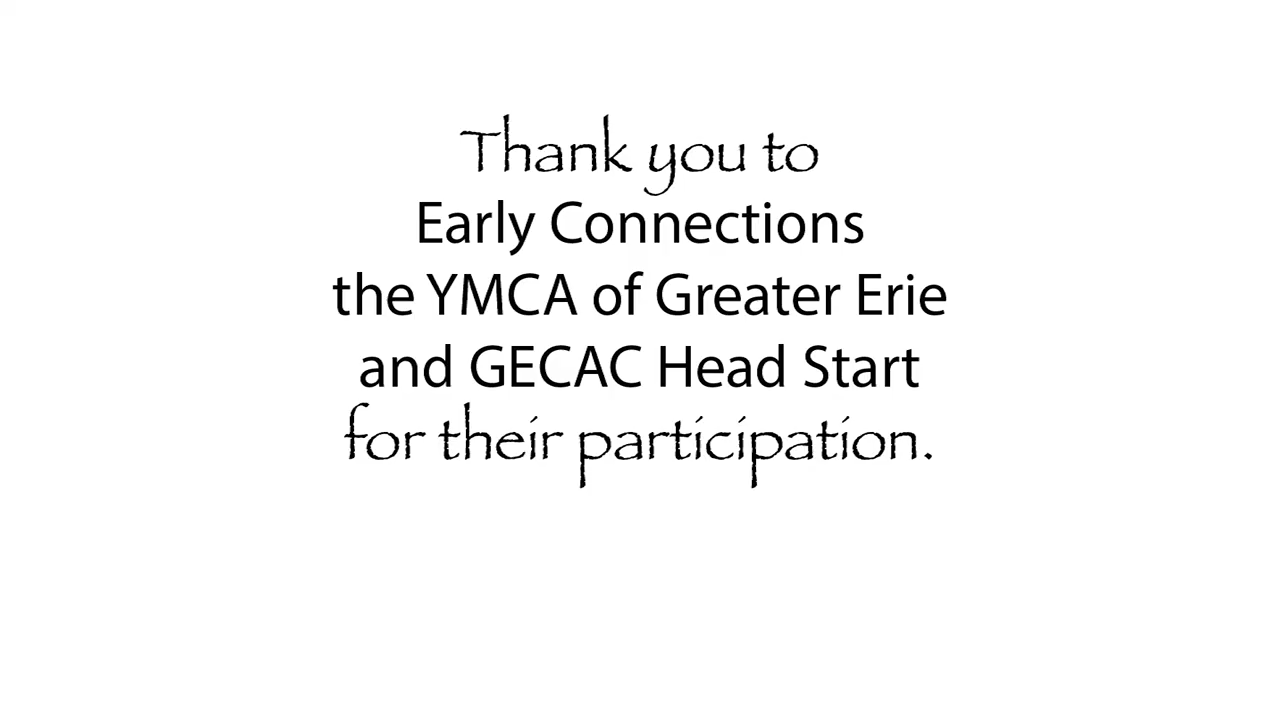 Thank you to
Early Connections
the YMCA of Greater Erie
and GECAC Head Start
for their participation.